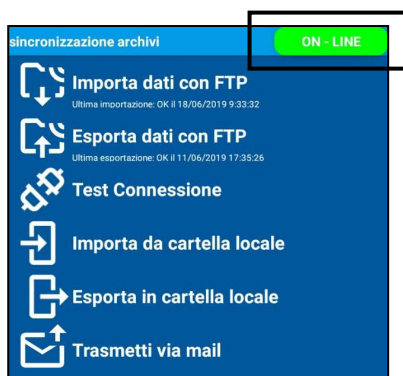 sincronizzazione archivi
ON - LINE
Importa dati con FTP
Ultima importazione: OK il 18/06/2019 9:33:32
Esporta dati con FTP
Ultima esportazione: OK il 11/06/2019 17:35:26
Test Connessione
Importa da cartella locale
Esporta in cartella locale
Trasmetti via mail